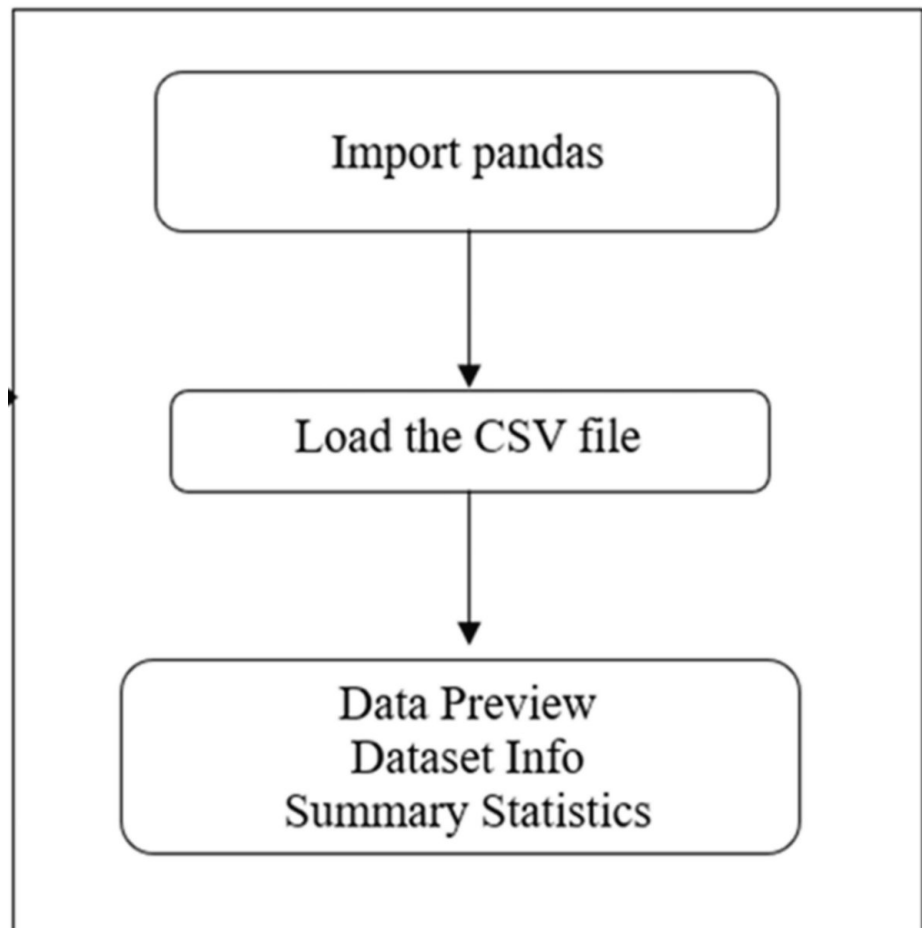 Import pandas
Load the CSV file
Data Preview
Dataset Info
Summary Statistics